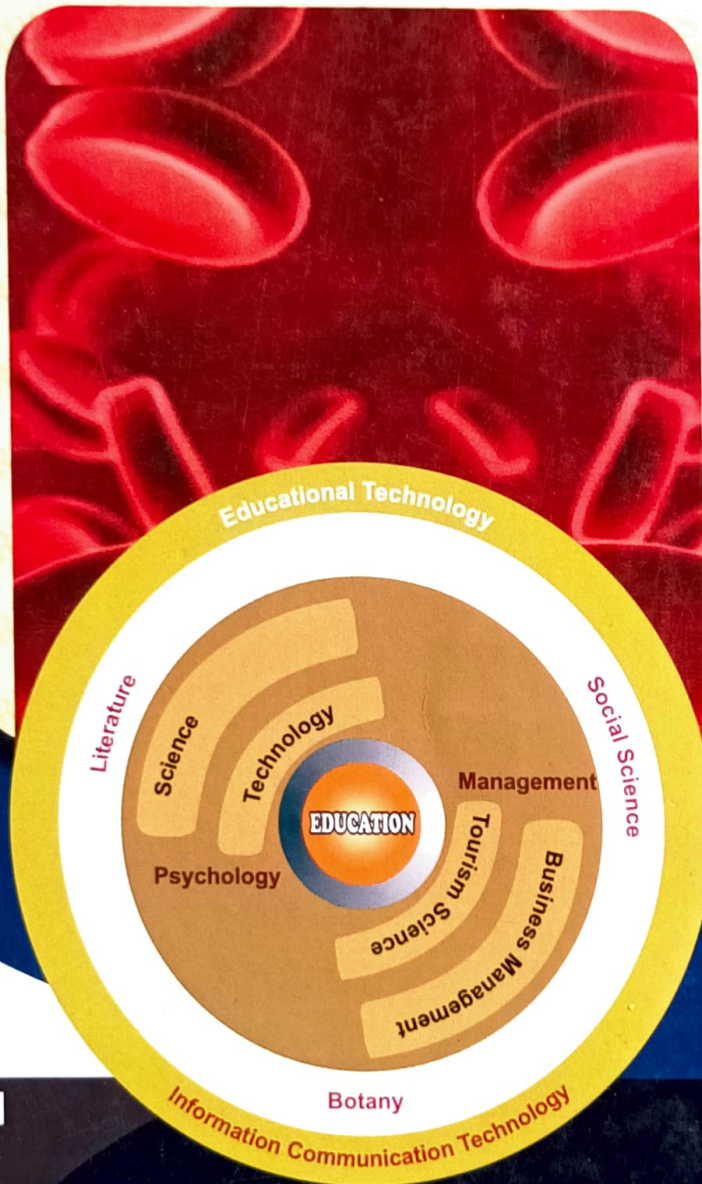 Educational Technology
Literature
Social Science
Science
Technology
Management
EDUCATION
Psychology
Tourism Science
Business Management
Botany
Information Communication Technology